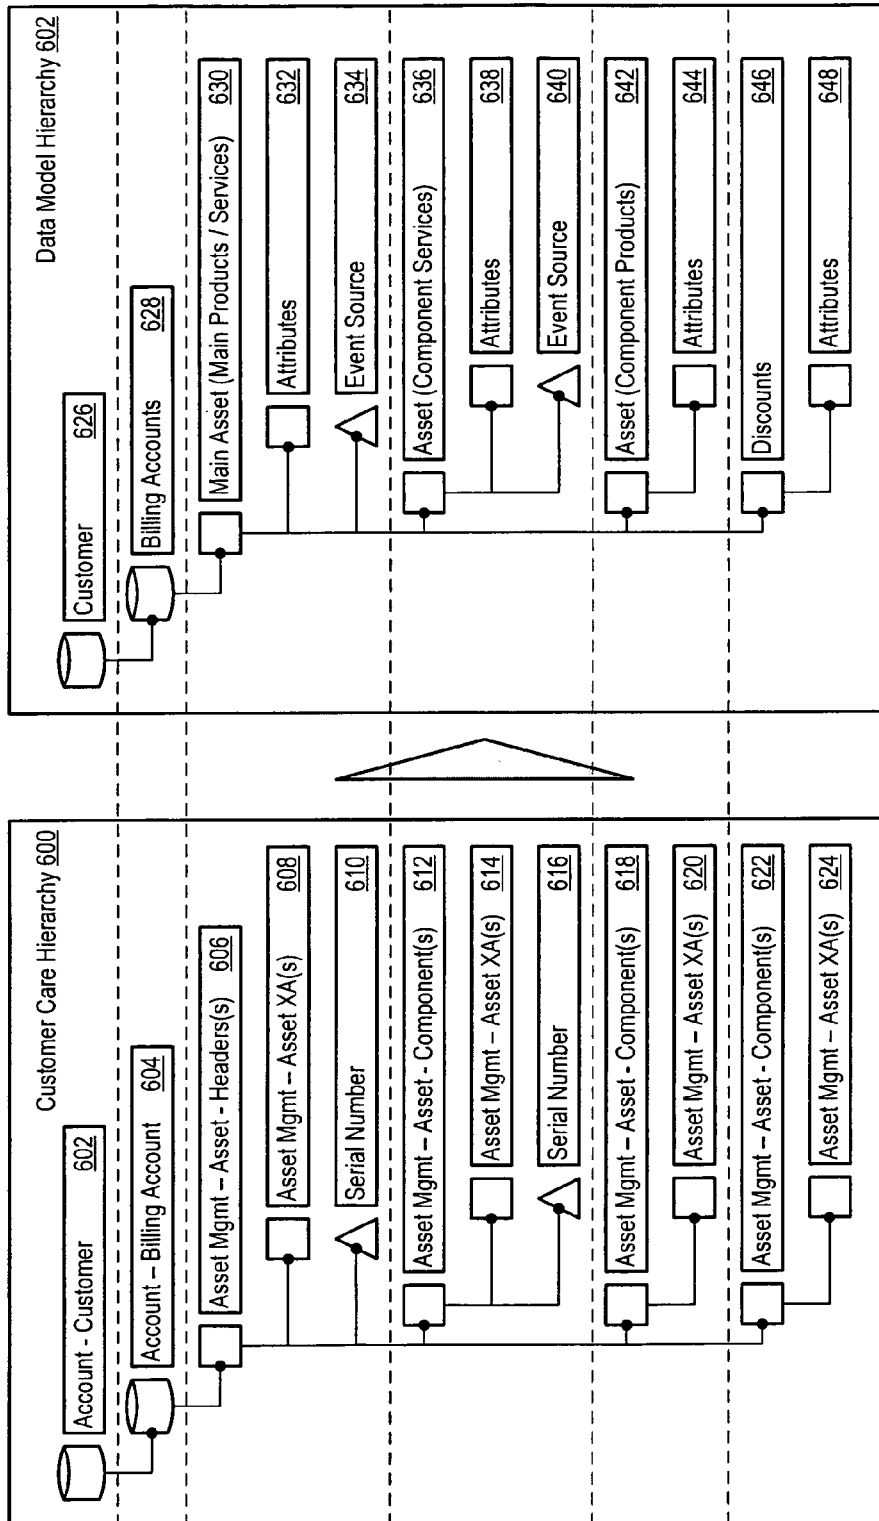 Customer Care Hierarchy 600
Account - Customer 602
Account – Billing Account 604
Asset Mgmt – Asset - Headers(s) 606
Asset Mgmt – Asset XA(s) 608
Serial Number 610
Asset Mgmt – Asset - Component(s) 612
Asset Mgmt – Asset XA(s) 614
Serial Number 616
Asset Mgmt – Asset - Component(s) 618
Asset Mgmt – Asset XA(s) 620
Asset Mgmt – Asset - Component(s) 622
Asset Mgmt – Asset XA(s) 624
Data Model Hierarchy 602
Customer 626
Billing Accounts 628
Main Asset (Main Products / Services) 630
Attributes 632
Event Source 634
Asset (Component Services) 636
Attributes 638
Event Source 640
Asset (Component Products) 642
Attributes 644
Discounts 646
Attributes 648